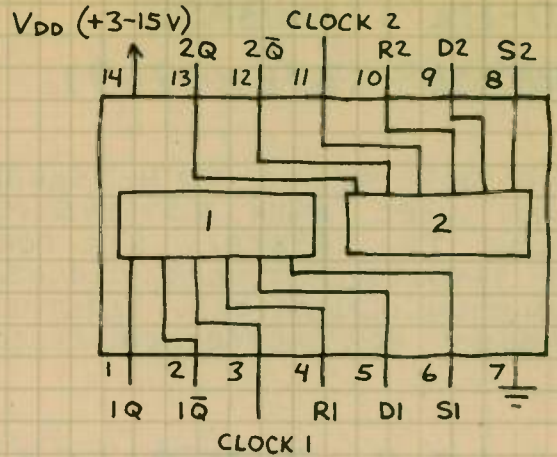 V_DD (+3-15V) CLOCK 2
2Q 2Q̅ R2 D2 S2
14 13 12 11 10 9 8
1 2
1 2 3 4 5 6 7
1Q 1Q̅ R1 D1 S1
CLOCK 1